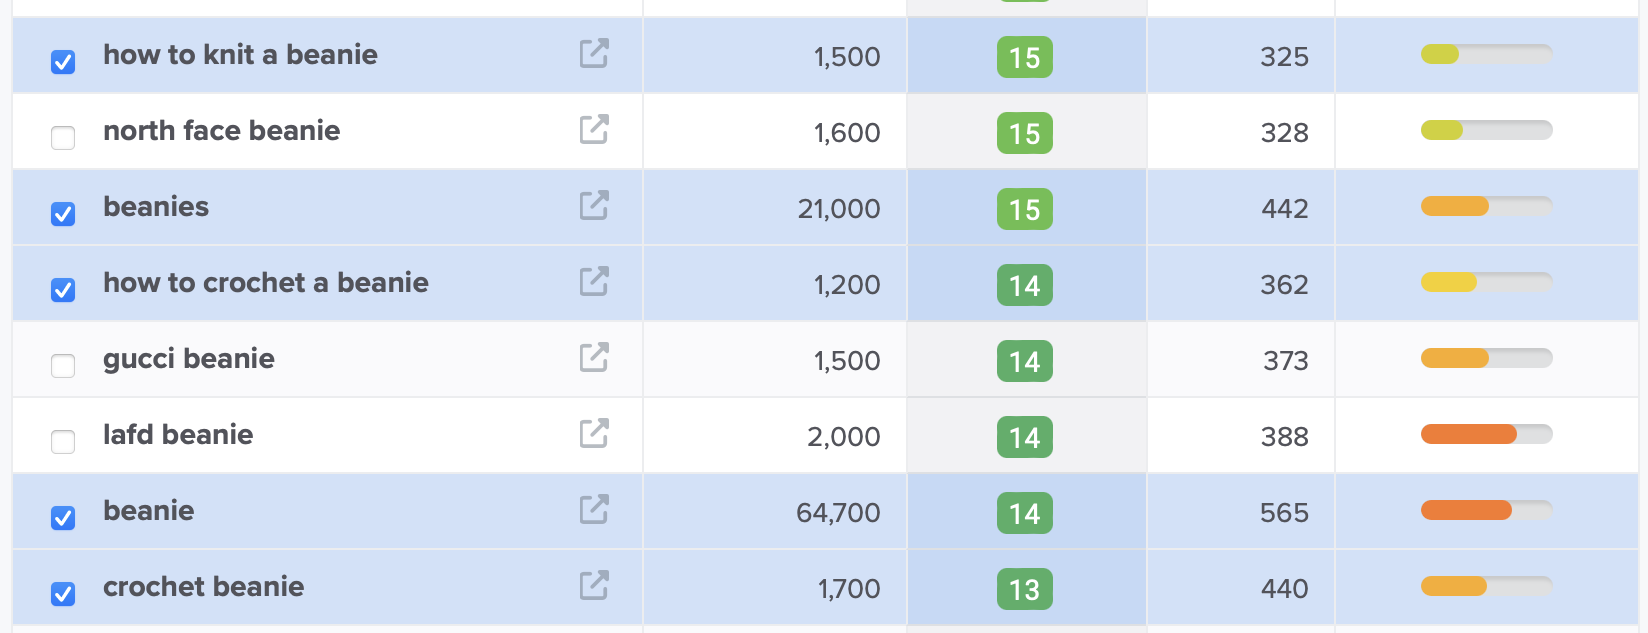 how to knit a beanie 1,500 15 325
north face beanie 1,600 15 328
beanies 21,000 15 442
how to crochet a beanie 1,200 14 362
gucci beanie 1,500 14 373
lafd beanie 2,000 14 388
beanie 64,700 14 565
crochet beanie 1,700 13 440